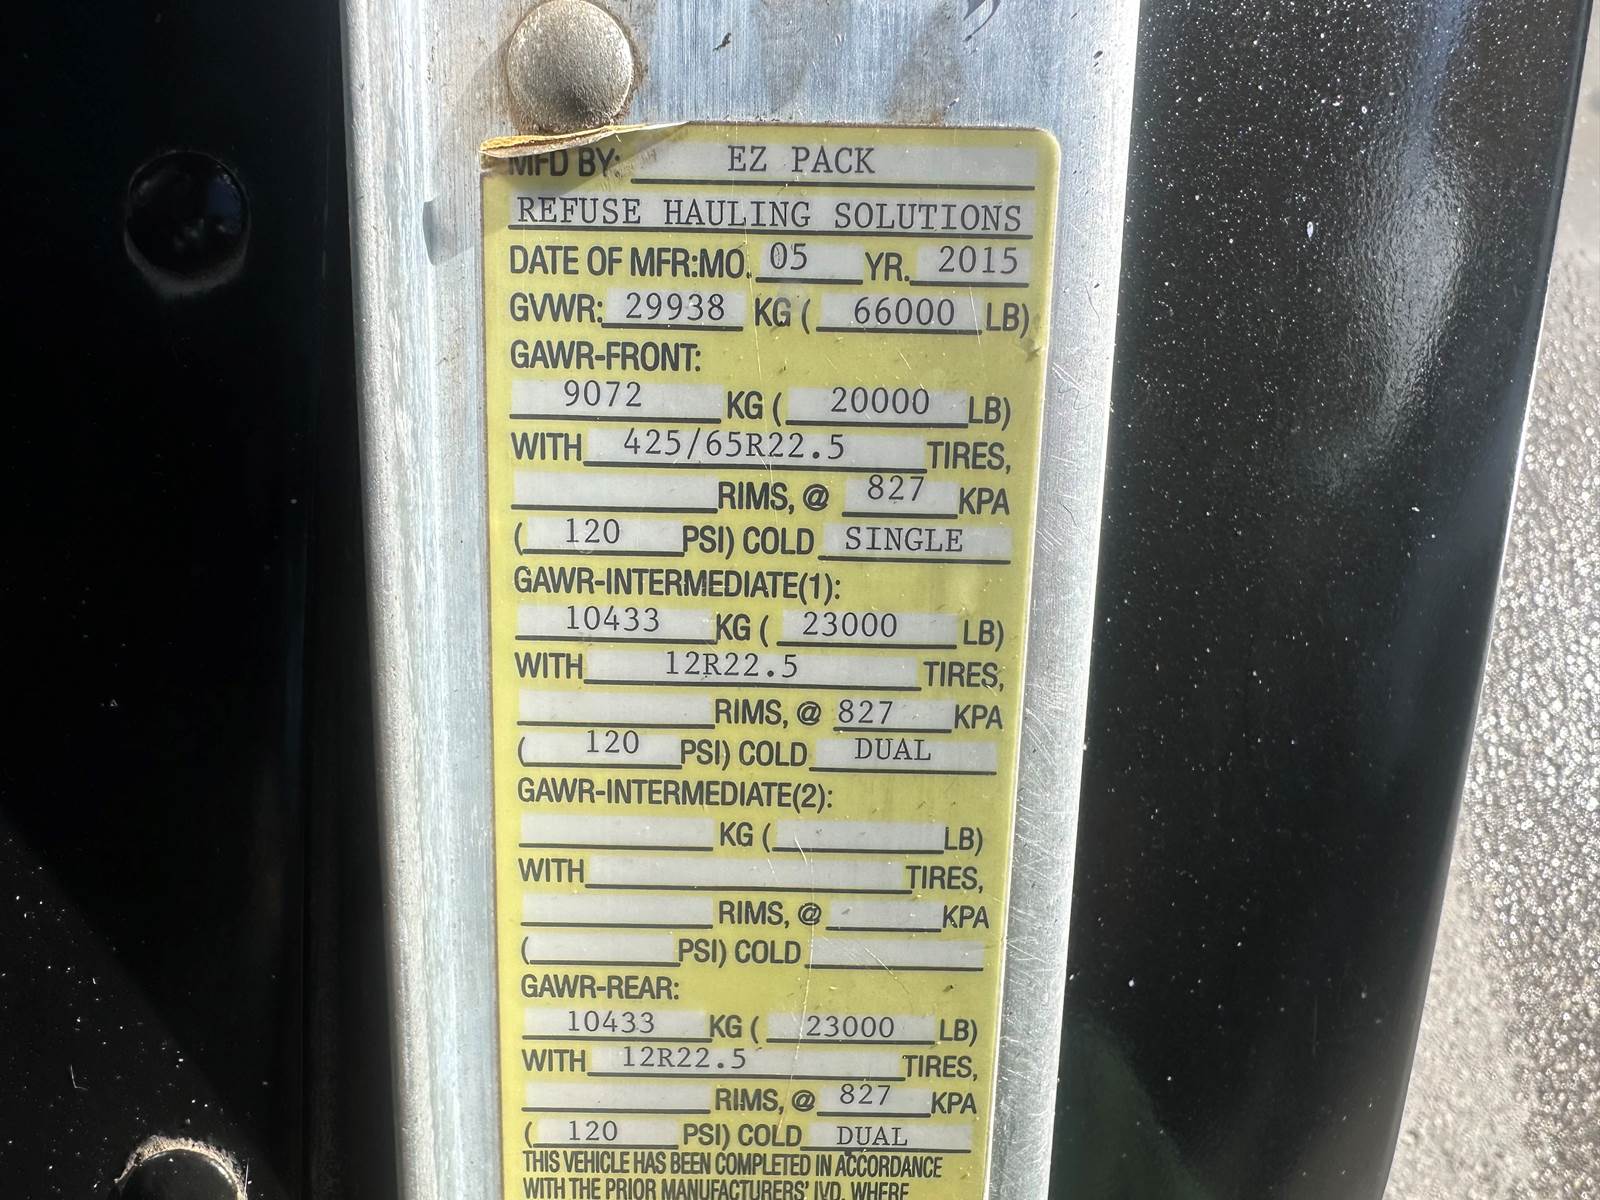 MFD BY: EZ PACK
REFUSE HAULING SOLUTIONS
DATE OF MFR:MO. 05 YR. 2015
GVWR: 29938 KG ( 66000 LB)
GAWR-FRONT:
9072 KG ( 20000 LB)
WITH 425/65R22.5 TIRES,
RIMS, @ 827 KPA
( 120 PSI) COLD SINGLE
GAWR-INTERMEDIATE(1):
10433 KG ( 23000 LB)
WITH 12R22.5 TIRES,
RIMS, @ 827 KPA
( 120 PSI) COLD DUAL
GAWR-INTERMEDIATE(2):
KG ( LB)
WITH TIRES,
RIMS, @ KPA
( PSI) COLD
GAWR-REAR:
10433 KG ( 23000 LB)
WITH 12R22.5 TIRES,
RIMS, @ 827 KPA
( 120 PSI) COLD DUAL
THIS VEHICLE HAS BEEN COMPLETED IN ACCORDANCE
WITH THE PRIOR MANUFACTURERS' IVD, WHERE